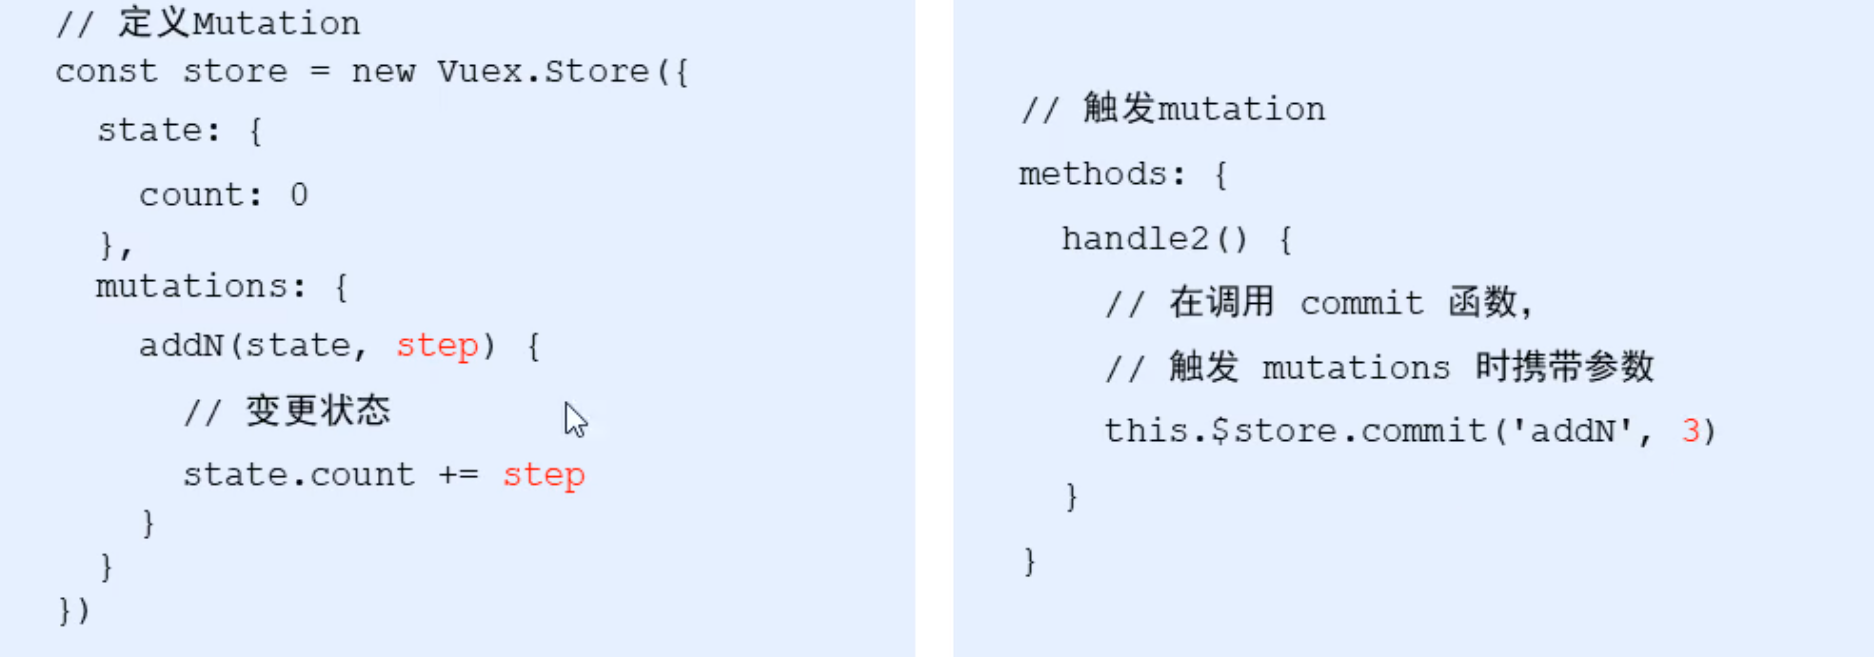 // 定义Mutation
const store = new Vuex.Store({
  state: {
    count: 0
  },
  mutations: {
    addN(state, step) {
      // 变更状态
      state.count += step
    }
  }
})
// 触发mutation
methods: {
  handle2() {
    // 在调用 commit 函数,
    // 触发 mutations 时携带参数
    this.$store.commit('addN', 3)
  }
}